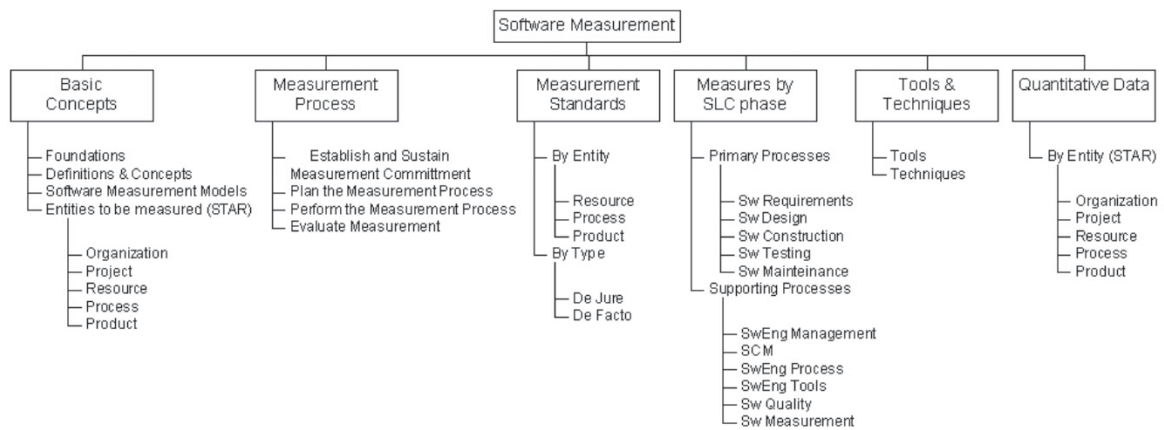 Software Measurement
Basic
Concepts
Foundations
Definitions & Concepts
Software Measurement Models
Entities to be measured (STAR)
Organization
Project
Resource
Process
Product
Measurement
Process
Establish and Sustain
Measurement Committment
Plan the Measurement Process
Perform the Measurement Process
Evaluate Measurement
Measurement
Standards
By Entity
Resource
Process
Product
By Type
De Jure
De Facto
Measures by
SLC phase
Primary Processes
Sw Requirements
Sw Design
Sw Construction
Sw Testing
Sw Mainteinance
Supporting Processes
SwEng Management
SCM
SwEng Process
SwEng Tools
Sw Quality
Sw Measurement
Tools &
Techniques
Tools
Techniques
Quantitative Data
By Entity (STAR)
Organization
Project
Resource
Process
Product